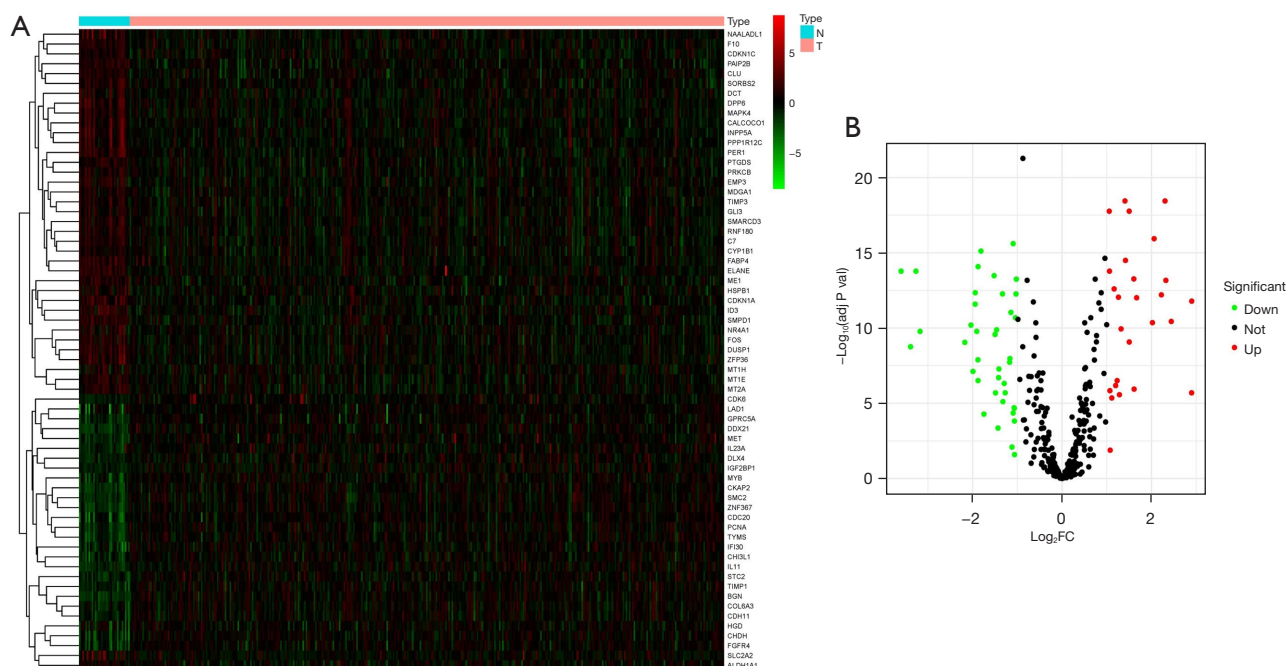 A
Type
NAALADL1
F10
CDKN1C
PAIP2B
CLU
SORBS2
DCT
DPP6
MAPK4
CALCOCO1
INPP5A
PPP1R12C
PER1
PTGDS
PRKCB
EMP3
MDGA1
TIMP3
GLI3
SMARCD3
RNF180
C7
CYP1B1
FABP4
ELANE
ME1
HSPB1
CDKN1A
ID3
SMPD1
NR4A1
FOS
DUSP1
ZFP36
MT1H
MT1E
MT2A
CDK6
LAD1
GPRC5A
DDX21
MET
IL23A
DLX4
IGF2BP1
MYB
CKAP2
SMC2
ZNF367
CDC20
PCNA
TYMS
IFI30
CHI3L1
IL11
STC2
TIMP1
BGN
COL6A3
CDH11
HGD
CHDH
FGFR4
SLC2A2
ALDH1A1
5
0
−5
Type
N
T
B
−Log₁₀(adj P val)
20
15
10
5
0
−2 0 2
Log₂FC
Significant
Down
Not
Up